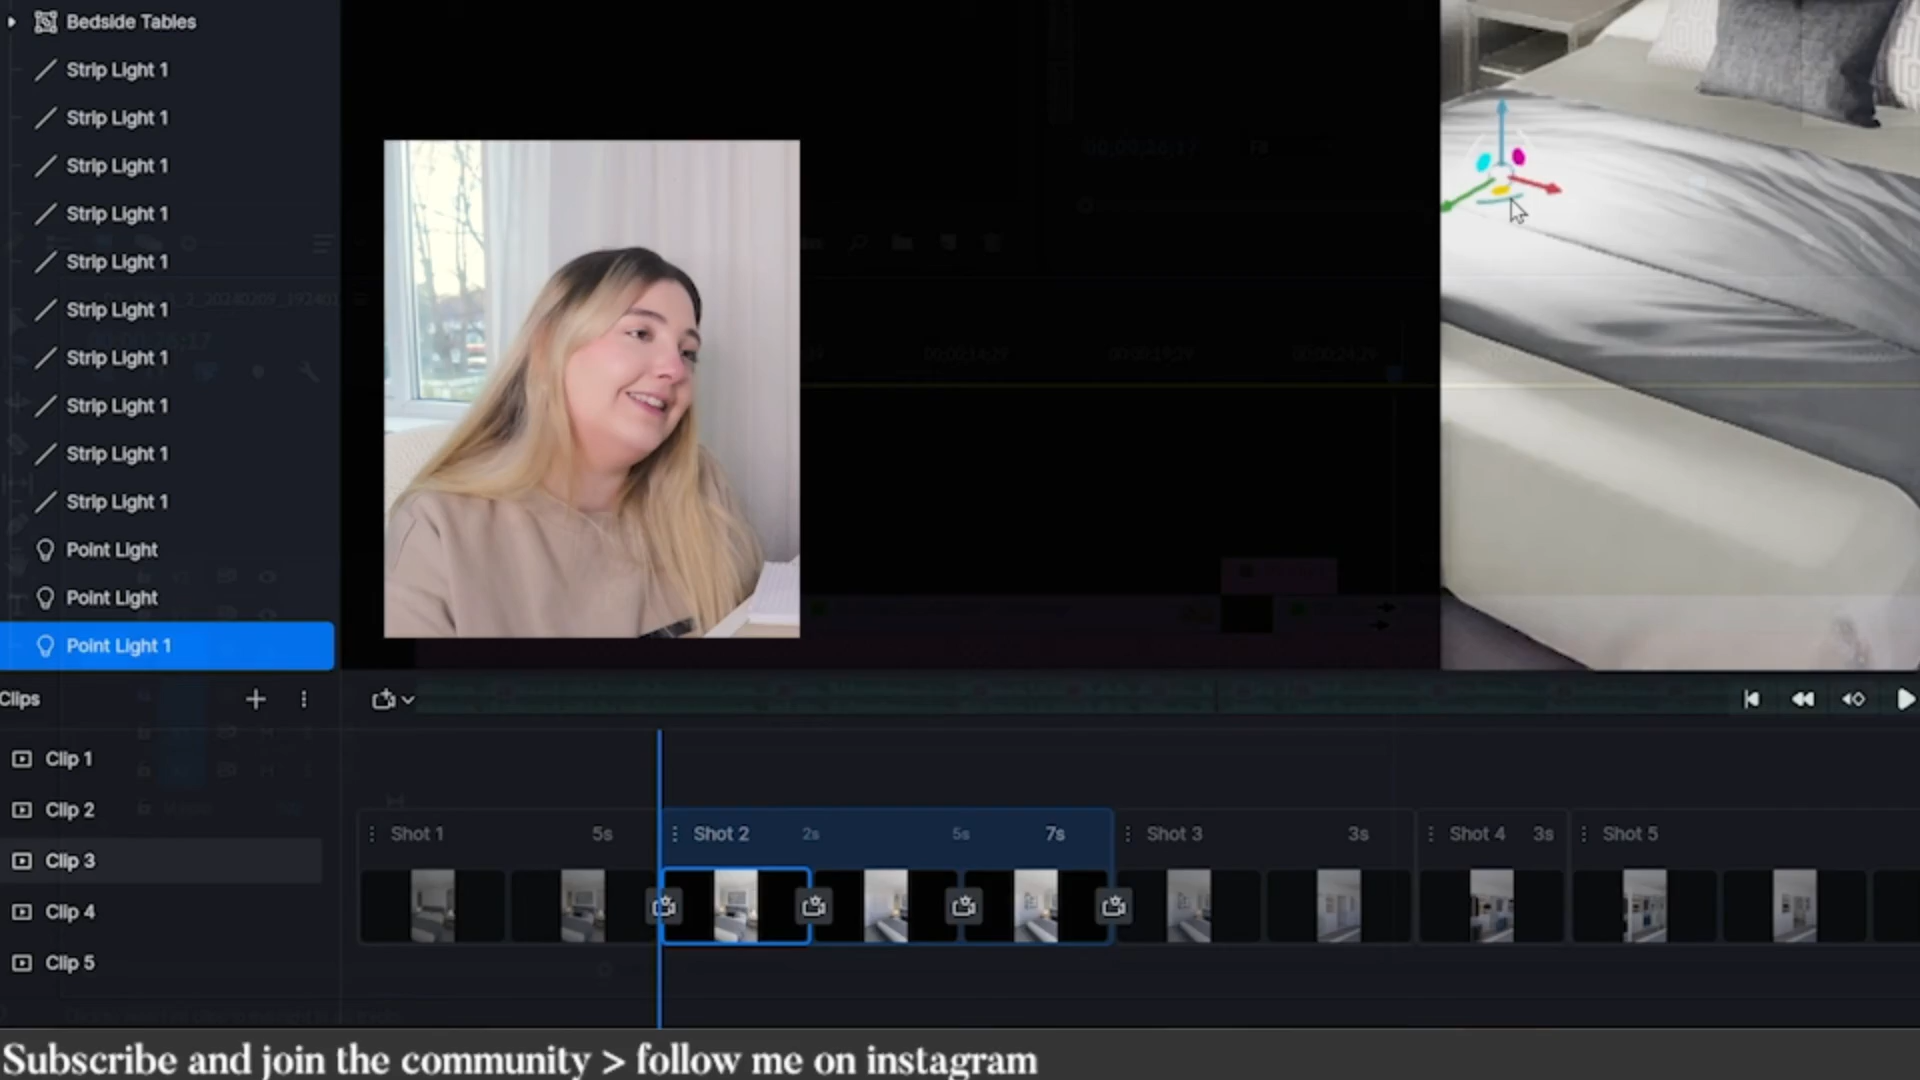 Bedside Tables
Strip Light 1
Strip Light 1
Strip Light 1
Strip Light 1
Strip Light 1
Strip Light 1
Strip Light 1
Strip Light 1
Strip Light 1
Strip Light 1
Point Light
Point Light
Point Light 1
Clips
Clip 1
Clip 2
Clip 3
Clip 4
Clip 5
Shot 1 5s
Shot 2 2s 5s 7s
Shot 3 3s
Shot 4 3s
Shot 5
Subscribe and join the community > follow me on instagram